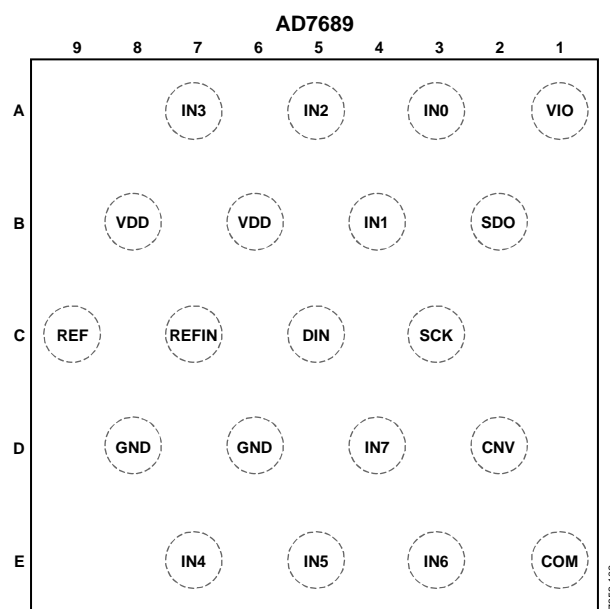 AD7689
9 8 7 6 5 4 3 2 1
A IN3 IN2 IN0 VIO
B VDD VDD IN1 SDO
C REF REFIN DIN SCK
D GND GND IN7 CNV
E IN4 IN5 IN6 COM